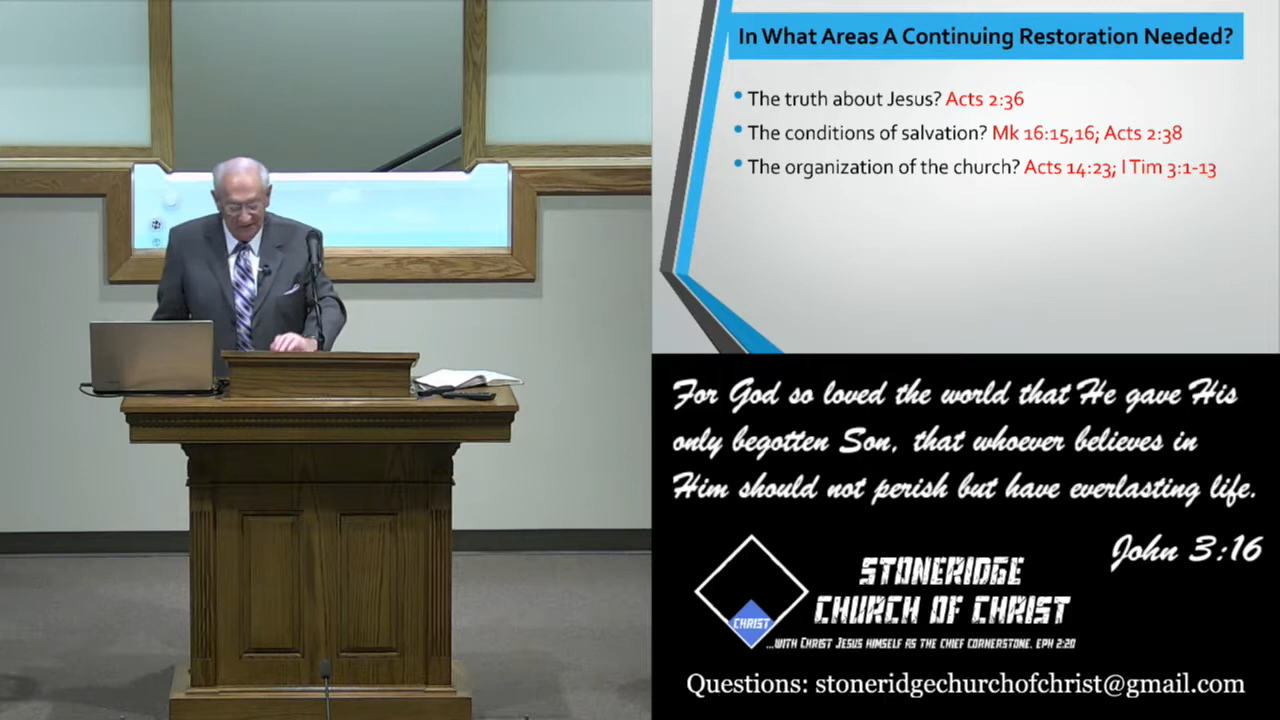 In What Areas A Continuing Restoration Needed?
• The truth about Jesus? Acts 2:36
• The conditions of salvation? Mk 16:15,16; Acts 2:38
• The organization of the church? Acts 14:23; I Tim 3:1-13
For God so loved the world that He gave His
only begotten Son, that whoever believes in
Him should not perish but have everlasting life.
John 3:16
STONERIDGE
CHURCH OF CHRIST
CHRIST
...WITH CHRIST JESUS HIMSELF AS THE CHIEF CORNERSTONE. EPH 2:20
Questions: stoneridgechurchofchrist@gmail.com